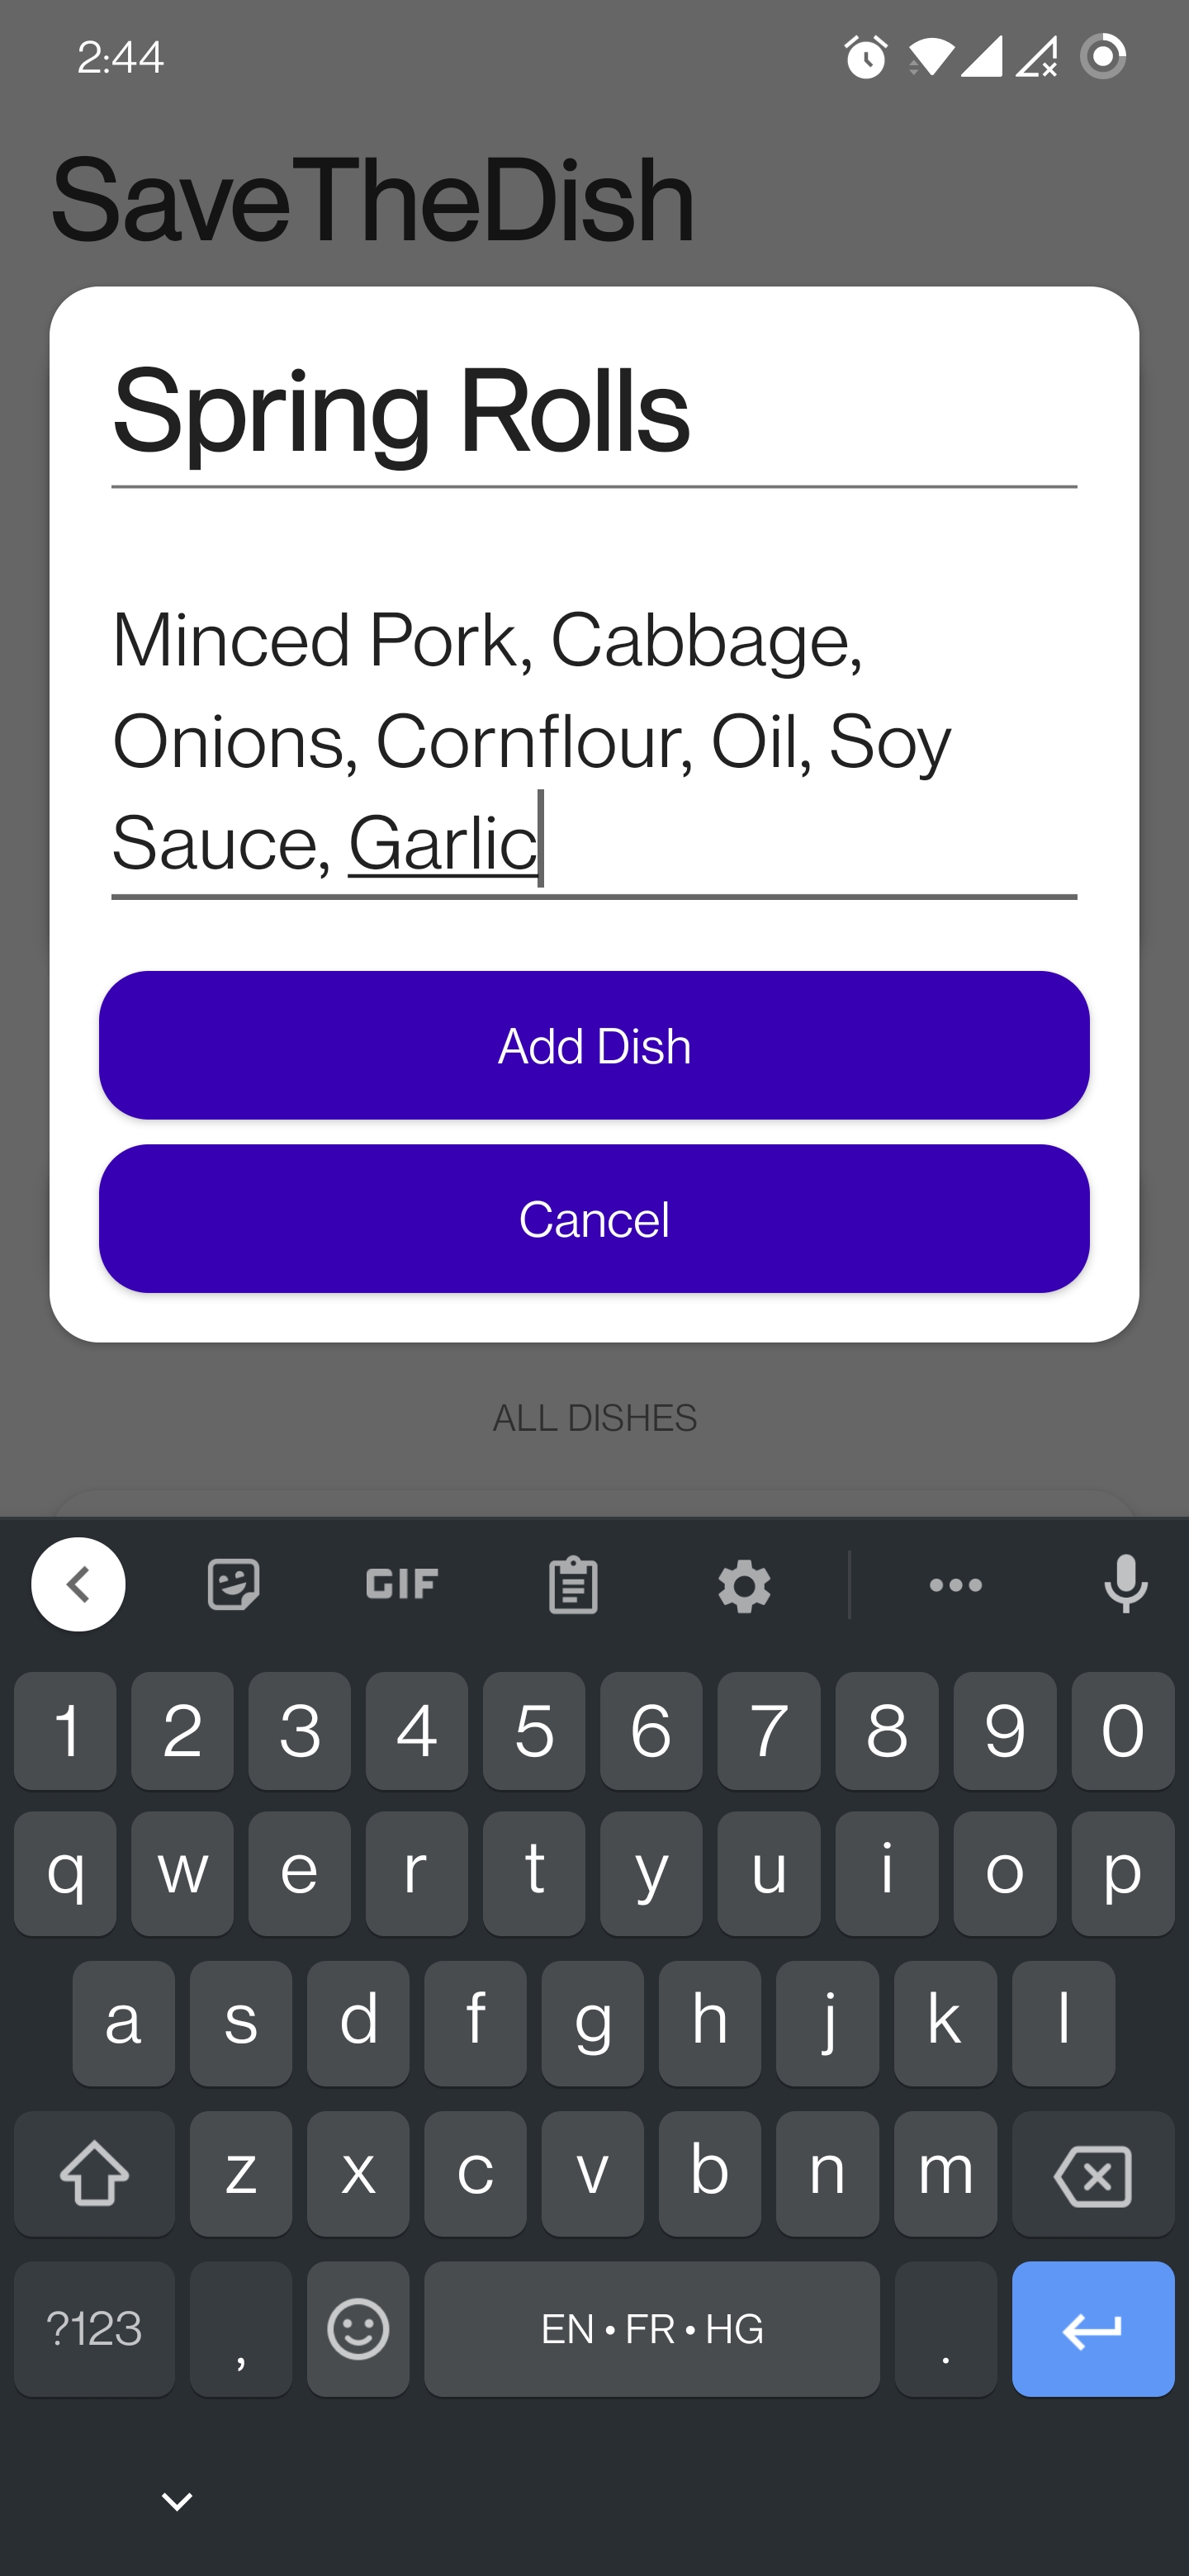 2:44
SaveTheDish
Spring Rolls
Minced Pork, Cabbage,
Onions, Cornflour, Oil, Soy
Sauce, Garlic
Add Dish
Cancel
ALL DISHES
GIF
1 2 3 4 5 6 7 8 9 0
q w e r t y u i o p
a s d f g h j k l
z x c v b n m
?123 , EN • FR • HG .